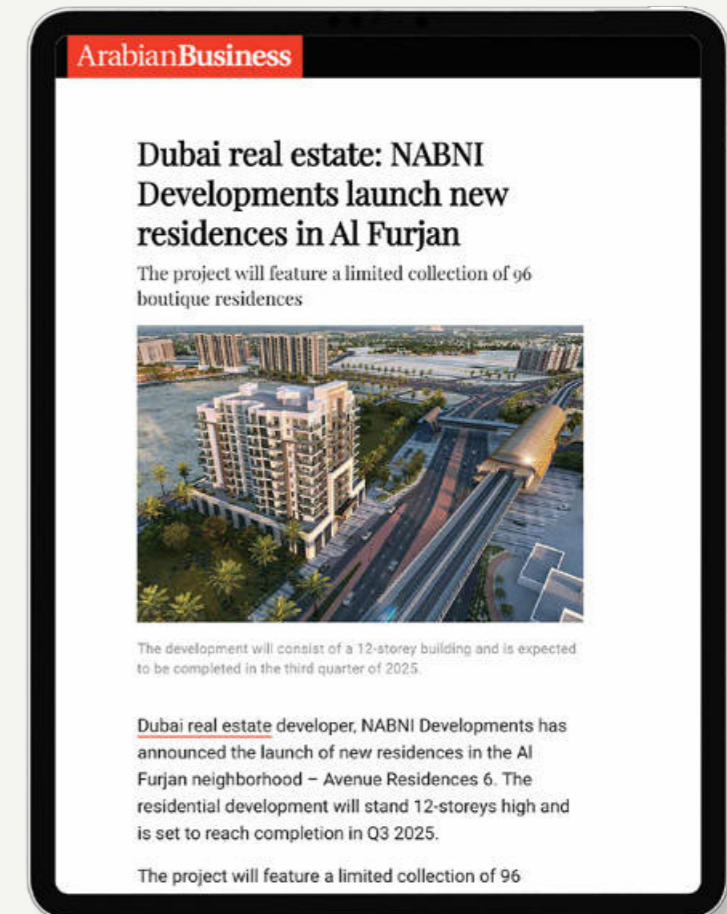 ArabianBusiness
Dubai real estate: NABNI
Developments launch new
residences in Al Furjan
The project will feature a limited collection of 96
boutique residences
The development will consist of a 12-storey building and is expected
to be completed in the third quarter of 2025.
Dubai real estate developer, NABNI Developments has
announced the launch of new residences in the Al
Furjan neighborhood – Avenue Residences 6. The
residential development will stand 12-storeys high and
is set to reach completion in Q3 2025.
The project will feature a limited collection of 96